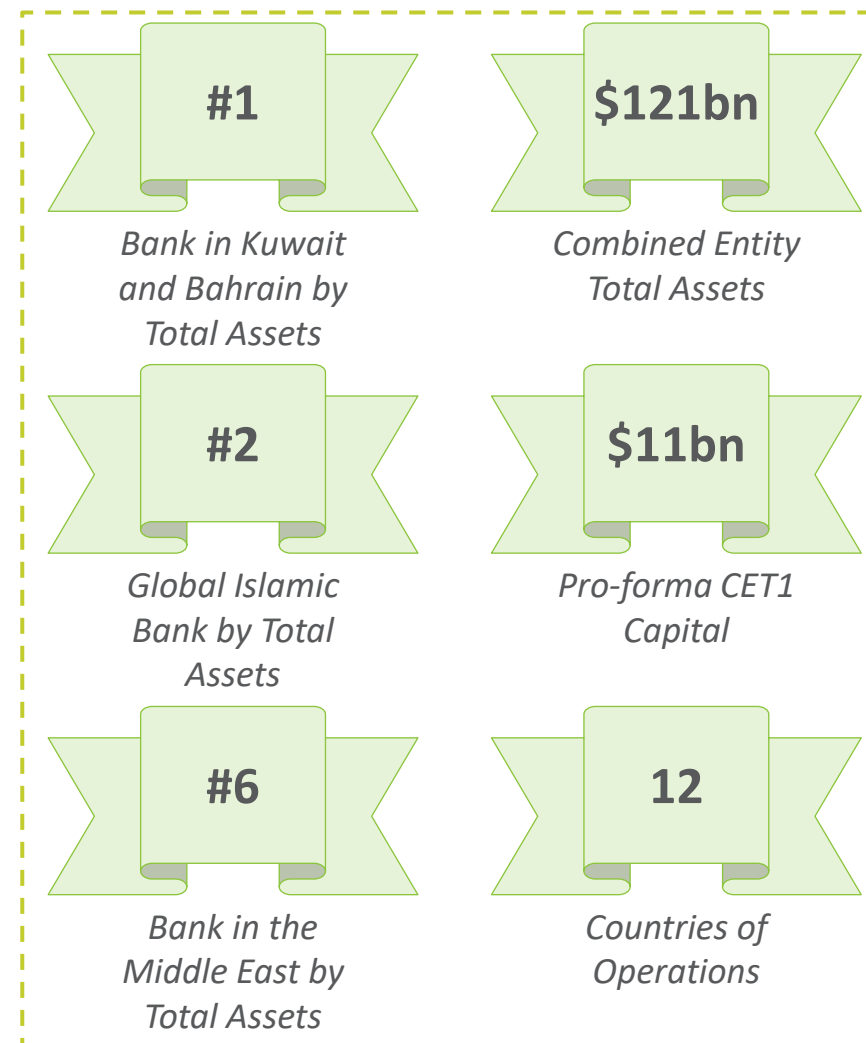 #1
Bank in Kuwait
and Bahrain by
Total Assets
$121bn
Combined Entity
Total Assets
#2
Global Islamic
Bank by Total
Assets
$11bn
Pro-forma CET1
Capital
#6
Bank in the
Middle East by
Total Assets
12
Countries of
Operations